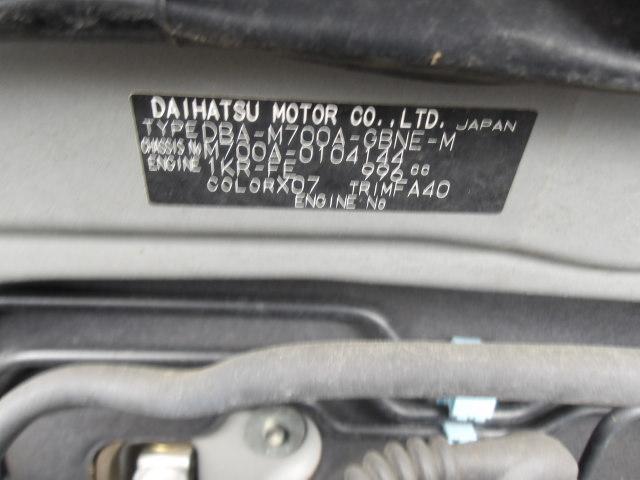 DAIHATSU MOTOR CO.,LTD. JAPAN
TYPE DBA-M700A-GBNE-M
CHASSIS No M700A-0104144
ENGINE 1KR-FE 996 cc
COLOR X07 TRIM FA40
ENGINE No